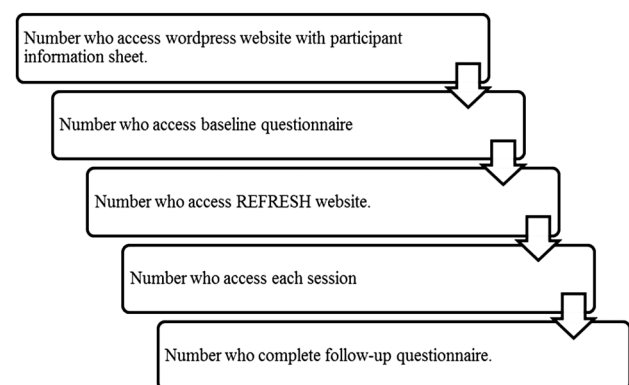 Number who access wordpress website with participant
information sheet.
Number who access baseline questionnaire
Number who access REFRESH website.
Number who access each session
Number who complete follow-up questionnaire.